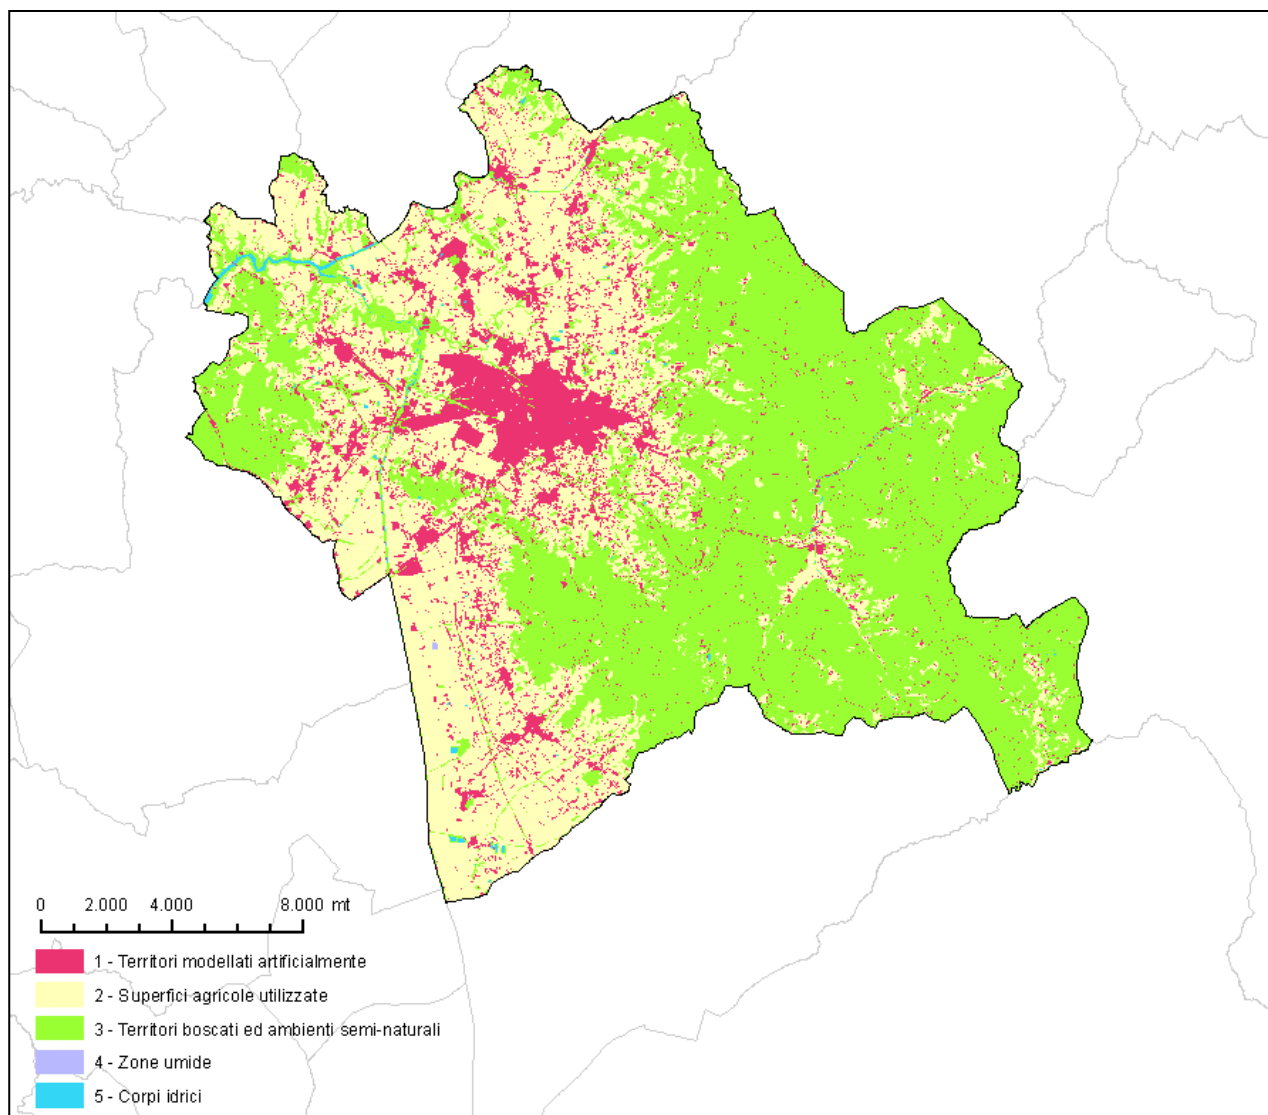 0 2.000 4.000 8.000 mt
1 - Territori modellati artificialmente
2 - Superfici agricole utilizzate
3 - Territori boscati ed ambienti semi-naturali
4 - Zone umide
5 - Corpi idrici